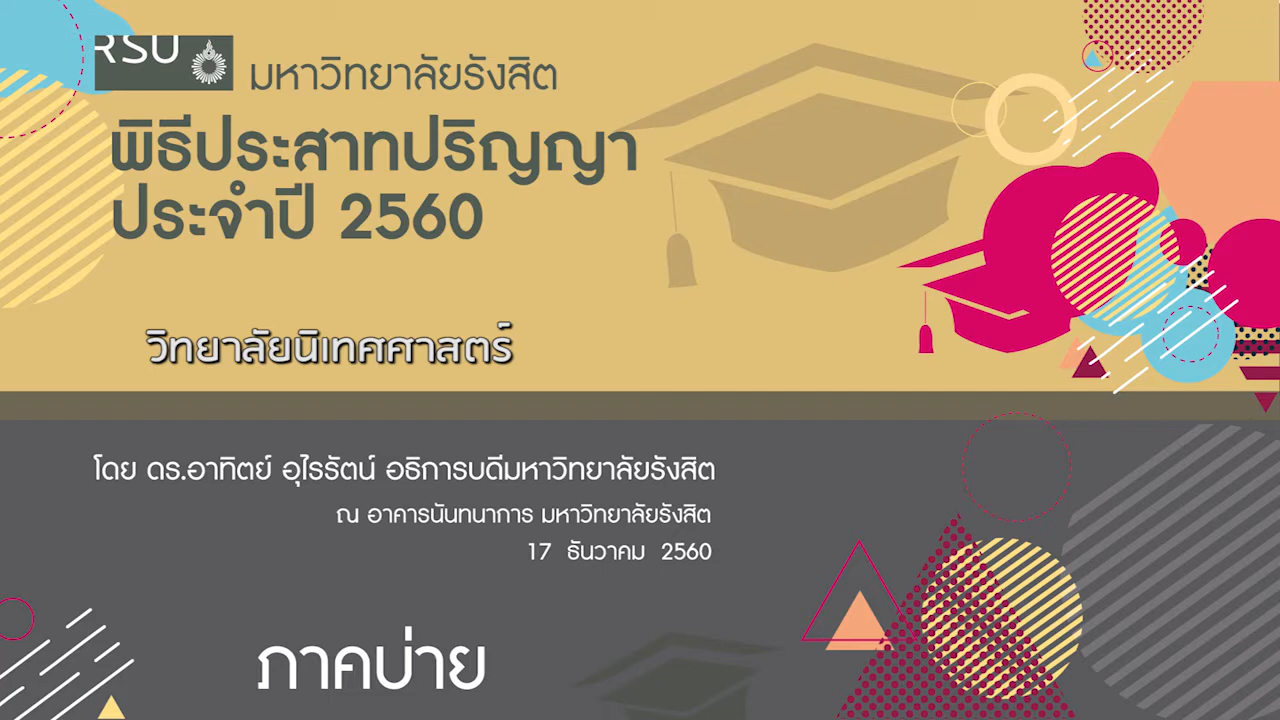 RSU มหาวิทยาลัยรังสิต
พิธีประสาทปริญญา
ประจำปี 2560
วิทยาลัยนิเทศศาสตร์
โดย ดร.อาทิตย์ อุไรรัตน์ อธิการบดีมหาวิทยาลัยรังสิต
ณ อาคารนันทนาการ มหาวิทยาลัยรังสิต
17 ธันวาคม 2560
ภาคบ่าย